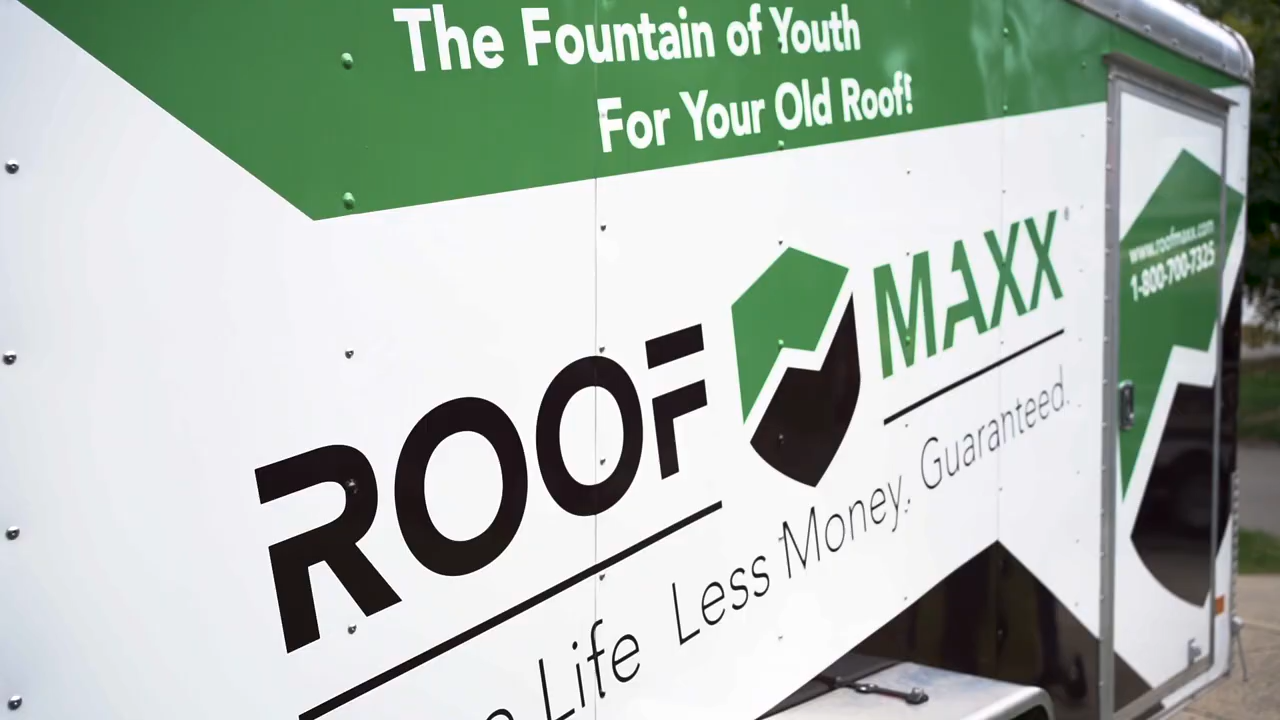 The Fountain of Youth
For Your Old Roof!
ROOF MAXX®
Life Less Money. Guaranteed.
www.roofmaxx.com
1-800-700-7325